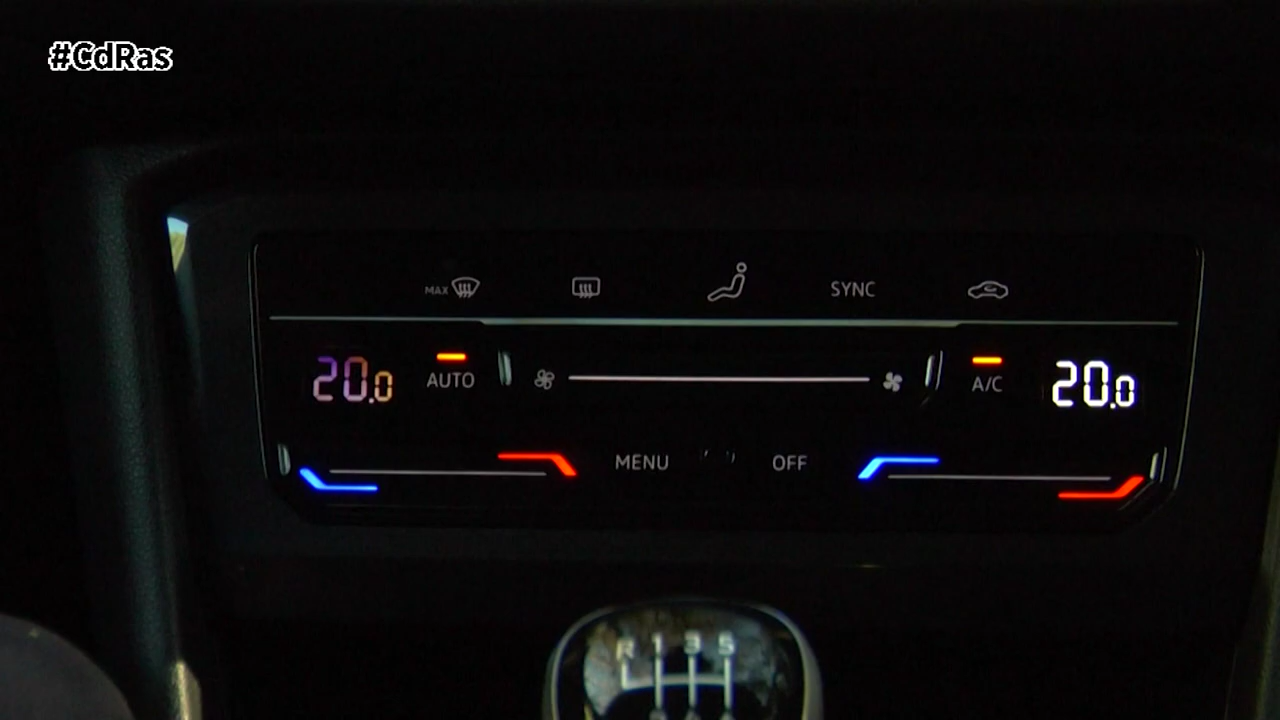 #CdRas
MAX SYNC
20.0 AUTO A/C 20.0
MENU OFF
R 1 3 5